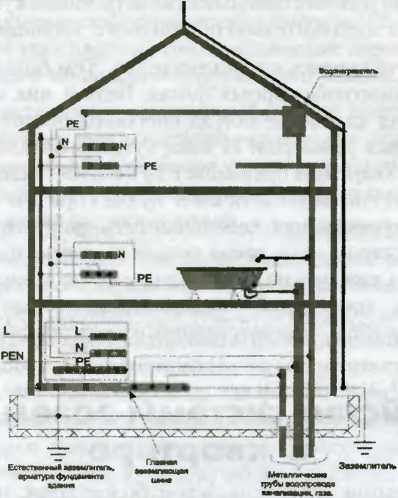 Водонагреватель
PE
N
N
PE
N
PE
L
L
N
PEN
PE
Естественный заземлитель,
арматура фундамента
здания
Главная
заземляющая
шина
Металлические
трубы водопровода
канализации, газа.
Заземлитель